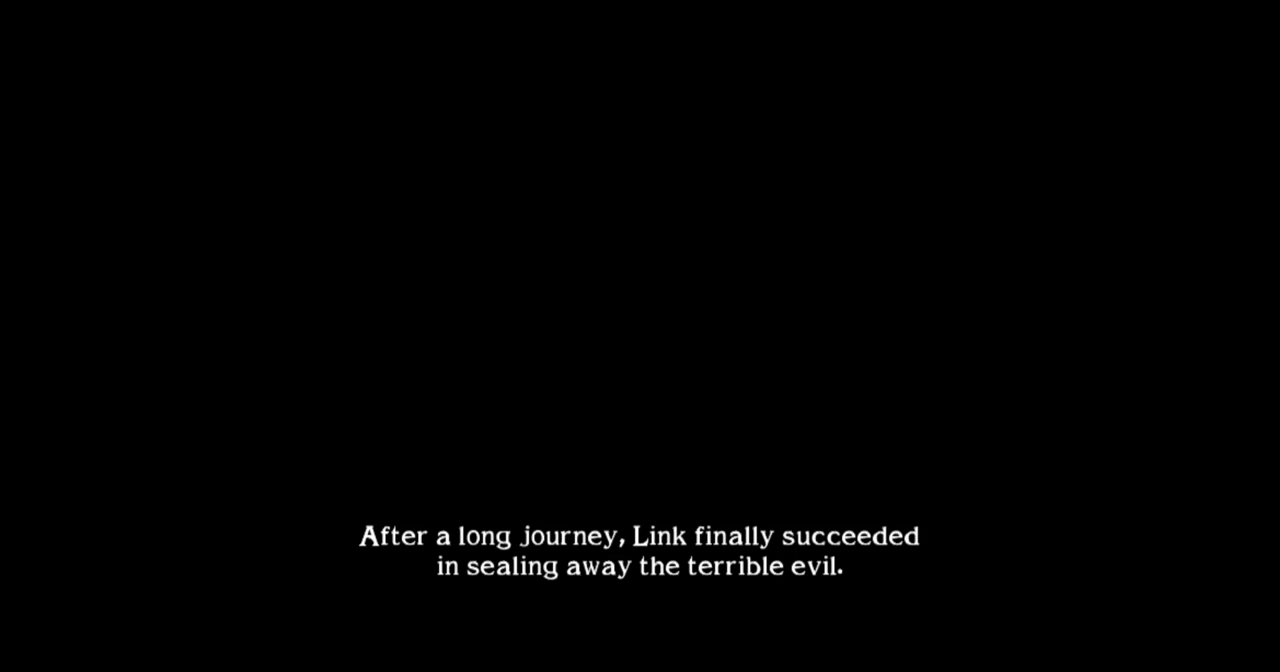 After a long journey, Link finally succeeded
in sealing away the terrible evil.